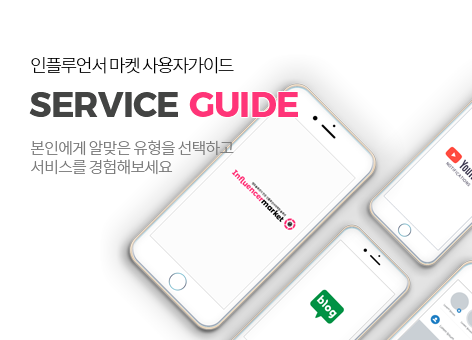 인플루언서 마켓 사용자가이드
SERVICE GUIDE
본인에게 알맞은 유형을 선택하고
서비스를 경험해보세요
Influencermarket
blog